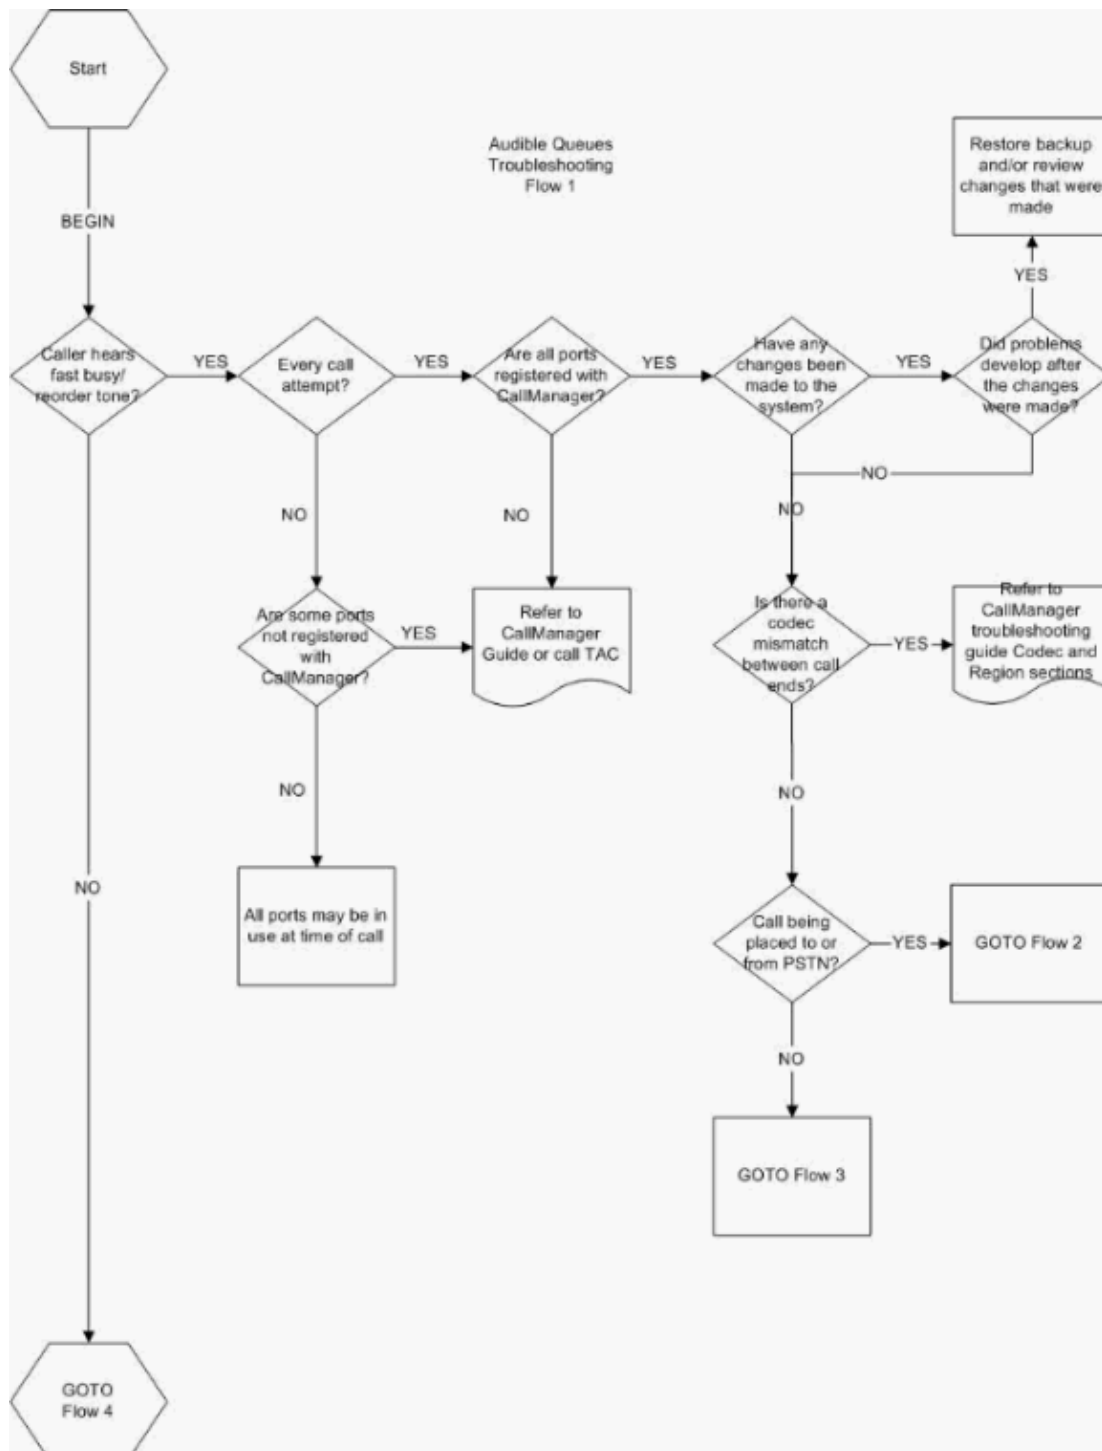 Start
Audible Queues
Troubleshooting
Flow 1
Restore backup
and/or review
changes that were
made
BEGIN
YES
Caller hears
fast busy/
reorder tone?
YES
Every call
attempt?
YES
Are all ports
registered with
CallManager?
YES
Have any
changes been
made to the
system?
YES
Did problems
develop after
the changes
were made?
NO
NO
NO
NO
Are some ports
not registered
with
CallManager?
YES
Refer to
CallManager
Guide or call TAC
Is there a
codec
mismatch
between call
ends?
YES
Refer to
CallManager
troubleshooting
guide Codec and
Region sections
NO
NO
NO
All ports may be in
use at time of call
Call being
placed to or
from PSTN?
YES
GOTO Flow 2
NO
GOTO Flow 3
GOTO
Flow 4